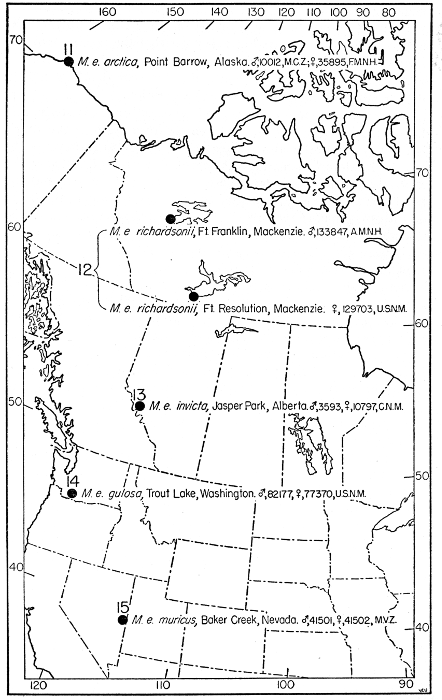 160 150 140 130 120 110 100 90 80
70
11
M. e. arctica, Point Barrow, Alaska. ♂,10012, M.C.Z.; ♀,35895, F.M.N.H.
70
60
M. e richardsonii, Ft. Franklin, Mackenzie. ♂,133847, A.M.N.H.
12
M. e. richardsonii, Ft. Resolution, Mackenzie. ♀, 129703, U.S.N.M.
60
13
50
M. e. invicta, Jasper Park, Alberta. ♂,3593, ♀,10797, C.N.M.
14
50
M. e. gulosa, Trout Lake, Washington. ♂,82177, ♀,77370, U.S.N.M.
40
15
M. e. muricus, Baker Creek, Nevada. ♂,41501, ♀,41502, M.V.Z.
40
120 110 100 90